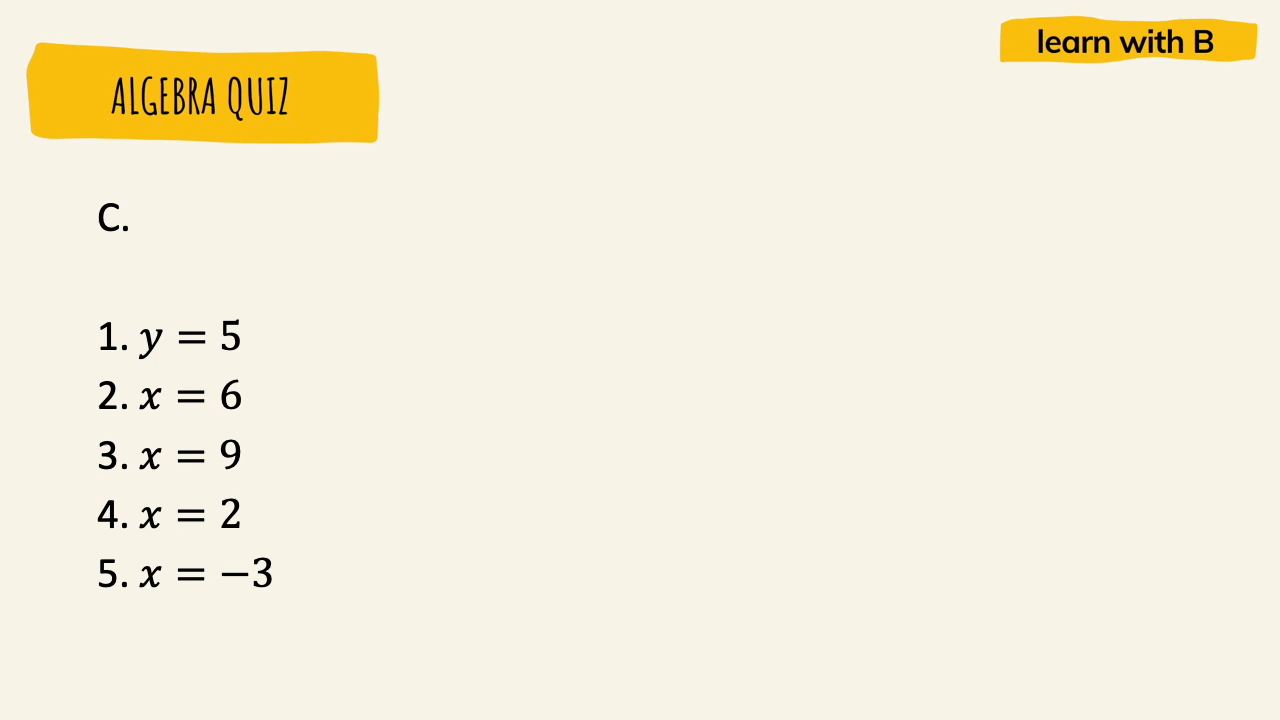 learn with B
ALGEBRA QUIZ
C.
1. y = 5
2. x = 6
3. x = 9
4. x = 2
5. x = −3